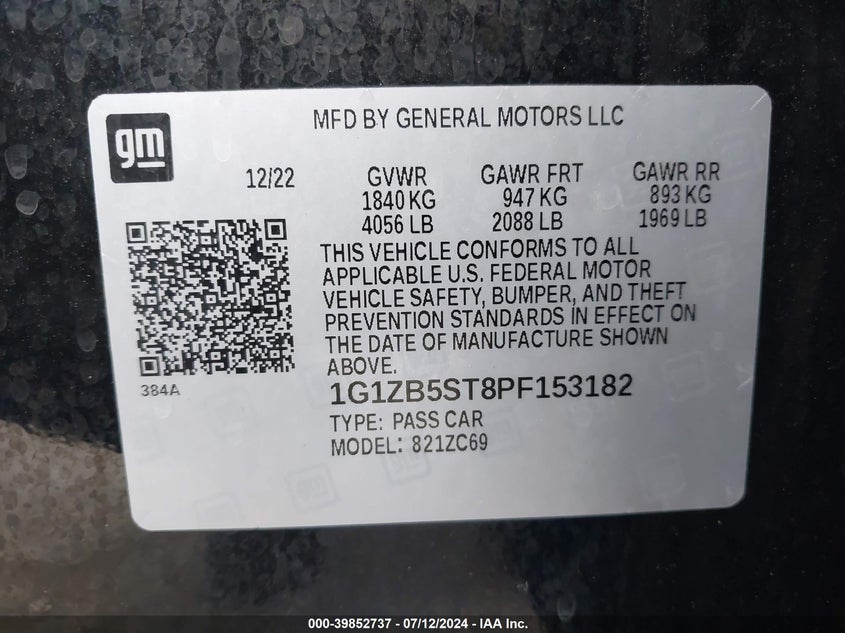 MFD BY GENERAL MOTORS LLC
gm
12/22 GVWR GAWR FRT GAWR RR
1840 KG 947 KG 893 KG
4056 LB 2088 LB 1969 LB
THIS VEHICLE CONFORMS TO ALL
APPLICABLE U.S. FEDERAL MOTOR
VEHICLE SAFETY, BUMPER, AND THEFT
PREVENTION STANDARDS IN EFFECT ON
THE DATE OF MANUFACTURE SHOWN
ABOVE.
384A
1G1ZB5ST8PF153182
TYPE: PASS CAR
MODEL: 821ZC69
000-39852737 - 07/12/2024 - IAA Inc.